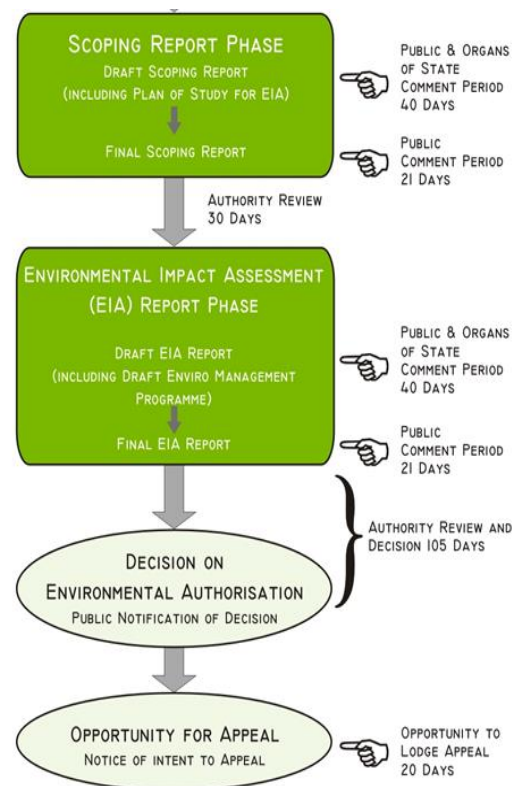 SCOPING REPORT PHASE
DRAFT SCOPING REPORT
(INCLUDING PLAN OF STUDY FOR EIA)
FINAL SCOPING REPORT
PUBLIC & ORGANS
OF STATE
COMMENT PERIOD
40 DAYS
PUBLIC
COMMENT PERIOD
21 DAYS
AUTHORITY REVIEW
30 DAYS
ENVIRONMENTAL IMPACT ASSESSMENT
(EIA) REPORT PHASE
DRAFT EIA REPORT
(INCLUDING DRAFT ENVIRO MANAGEMENT
PROGRAMME)
FINAL EIA REPORT
PUBLIC & ORGANS
OF STATE
COMMENT PERIOD
40 DAYS
PUBLIC
COMMENT PERIOD
21 DAYS
AUTHORITY REVIEW AND
DECISION 105 DAYS
DECISION ON
ENVIRONMENTAL AUTHORISATION
PUBLIC NOTIFICATION OF DECISION
OPPORTUNITY FOR APPEAL
NOTICE OF INTENT TO APPEAL
OPPORTUNITY TO
LODGE APPEAL
20 DAYS